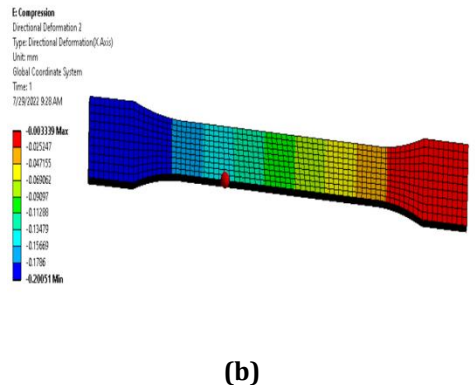 E: Compression
Directional Deformation 2
Type: Directional Deformation(X Axis)
Unit: mm
Global Coordinate System
Time: 1
7/29/2022 9:28 AM
-0.003339 Max
-0.025247
-0.047155
-0.069062
-0.09097
-0.11288
-0.13479
-0.15669
-0.1786
-0.20051 Min
(b)